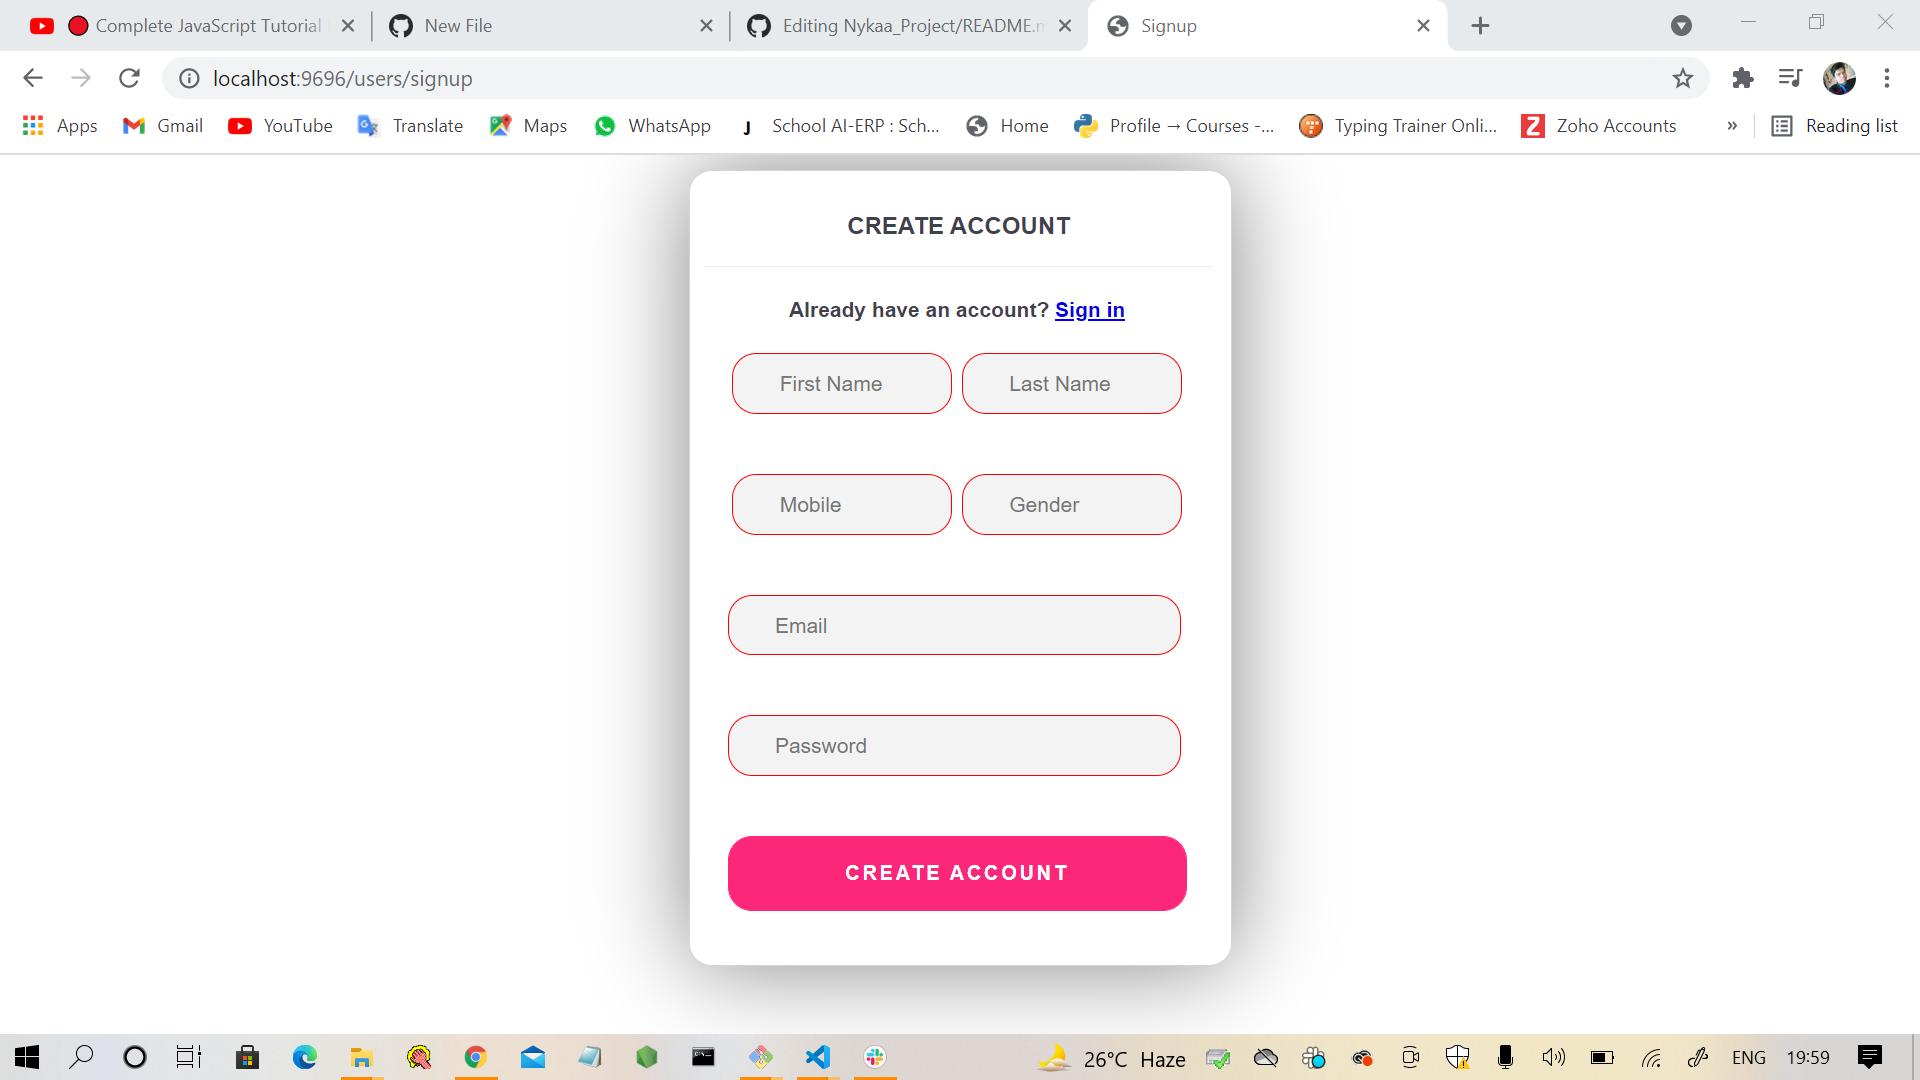 Complete JavaScript Tutorial
New File
Editing Nykaa_Project/README.m
Signup
localhost:9696/users/signup
Apps
Gmail
YouTube
Translate
Maps
WhatsApp
School AI-ERP : Sch...
Home
Profile → Courses -...
Typing Trainer Onli...
Zoho Accounts
»
Reading list
CREATE ACCOUNT
Already have an account? Sign in
First Name
Last Name
Mobile
Gender
Email
Password
CREATE ACCOUNT
26°C Haze
ENG
19:59